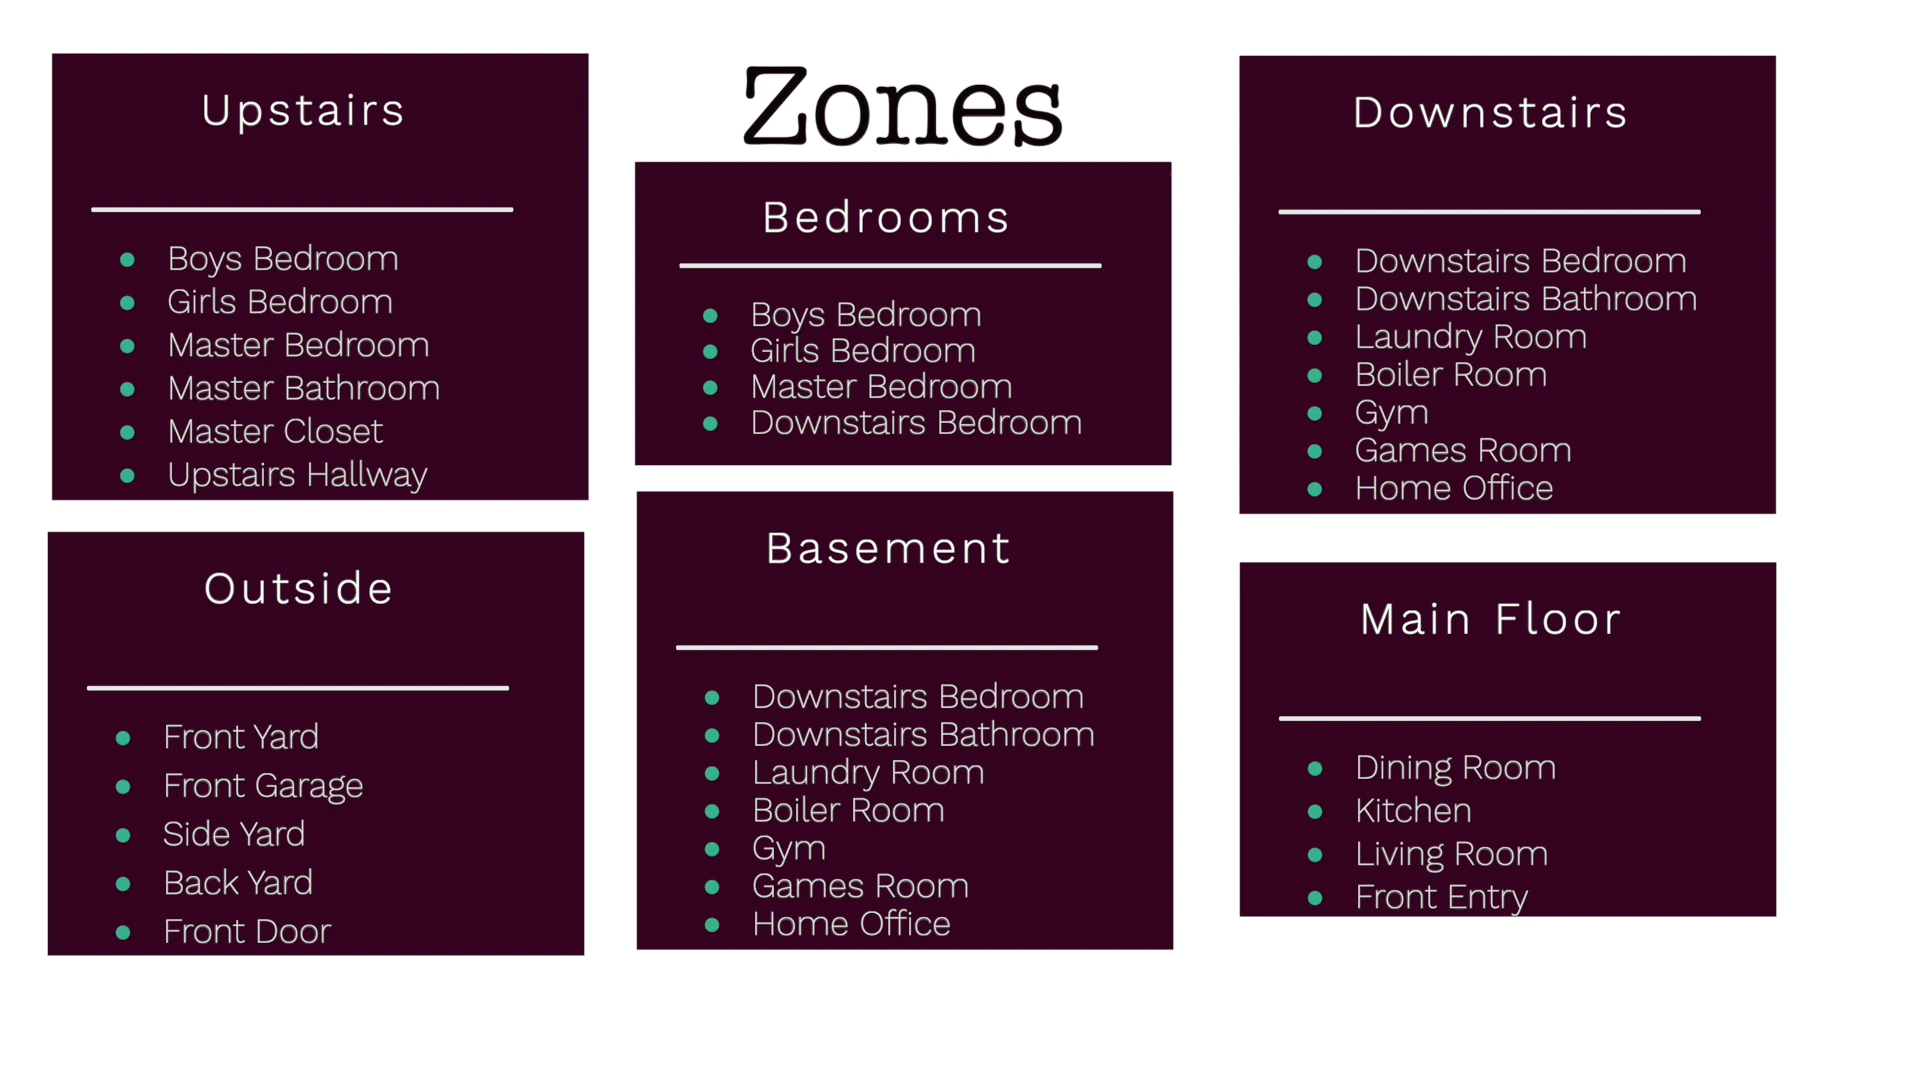 Zones
Upstairs
Boys Bedroom
Girls Bedroom
Master Bedroom
Master Bathroom
Master Closet
Upstairs Hallway
Outside
Front Yard
Front Garage
Side Yard
Back Yard
Front Door
Bedrooms
Boys Bedroom
Girls Bedroom
Master Bedroom
Downstairs Bedroom
Basement
Downstairs Bedroom
Downstairs Bathroom
Laundry Room
Boiler Room
Gym
Games Room
Home Office
Downstairs
Downstairs Bedroom
Downstairs Bathroom
Laundry Room
Boiler Room
Gym
Games Room
Home Office
Main Floor
Dining Room
Kitchen
Living Room
Front Entry